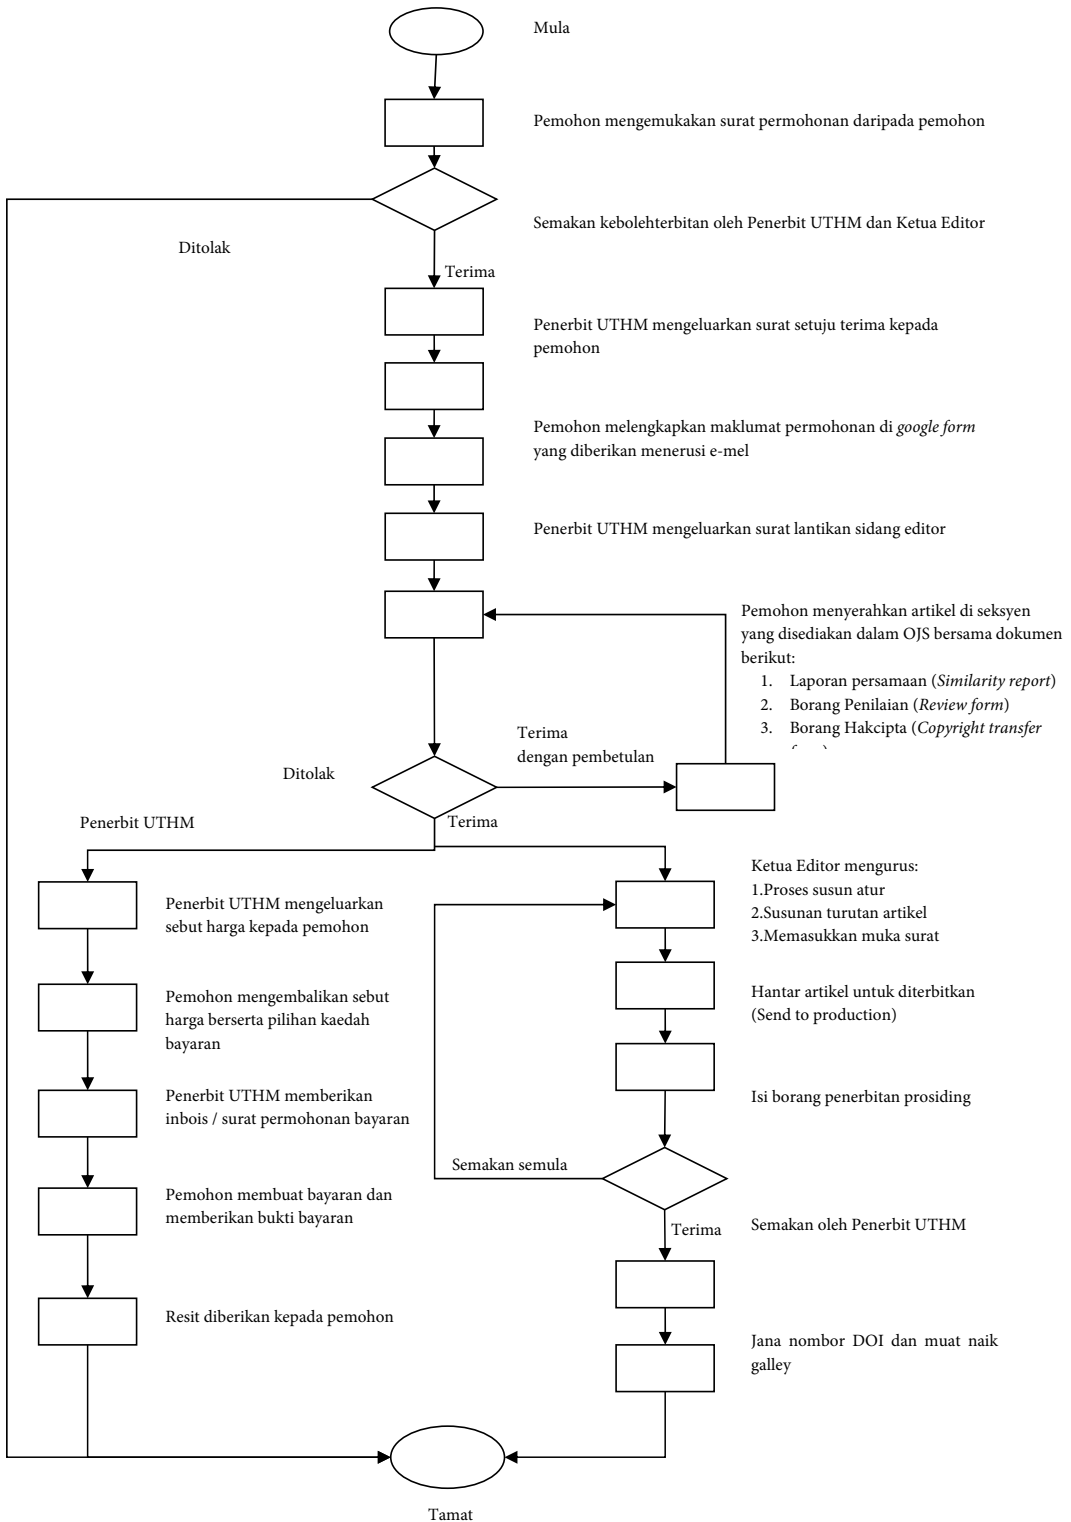 Mula
Pemohon mengemukakan surat permohonan daripada pemohon
Semakan kebolehterbitan oleh Penerbit UTHM dan Ketua Editor
Ditolak
Terima
Penerbit UTHM mengeluarkan surat setuju terima kepada
pemohon
Pemohon melengkapkan maklumat permohonan di google form
yang diberikan menerusi e-mel
Penerbit UTHM mengeluarkan surat lantikan sidang editor
Pemohon menyerahkan artikel di seksyen
yang disediakan dalam OJS bersama dokumen
berikut:
1. Laporan persamaan (Similarity report)
2. Borang Penilaian (Review form)
3. Borang Hakcipta (Copyright transfer
Terima
dengan pembetulan
Ditolak
Terima
Penerbit UTHM
Penerbit UTHM mengeluarkan
sebut harga kepada pemohon
Pemohon mengembalikan sebut
harga berserta pilihan kaedah
bayaran
Penerbit UTHM memberikan
inbois / surat permohonan bayaran
Pemohon membuat bayaran dan
memberikan bukti bayaran
Resit diberikan kepada pemohon
Ketua Editor mengurus:
1.Proses susun atur
2.Susunan turutan artikel
3.Memasukkan muka surat
Hantar artikel untuk diterbitkan
(Send to production)
Isi borang penerbitan prosiding
Semakan semula
Semakan oleh Penerbit UTHM
Terima
Jana nombor DOI dan muat naik
galley
Tamat